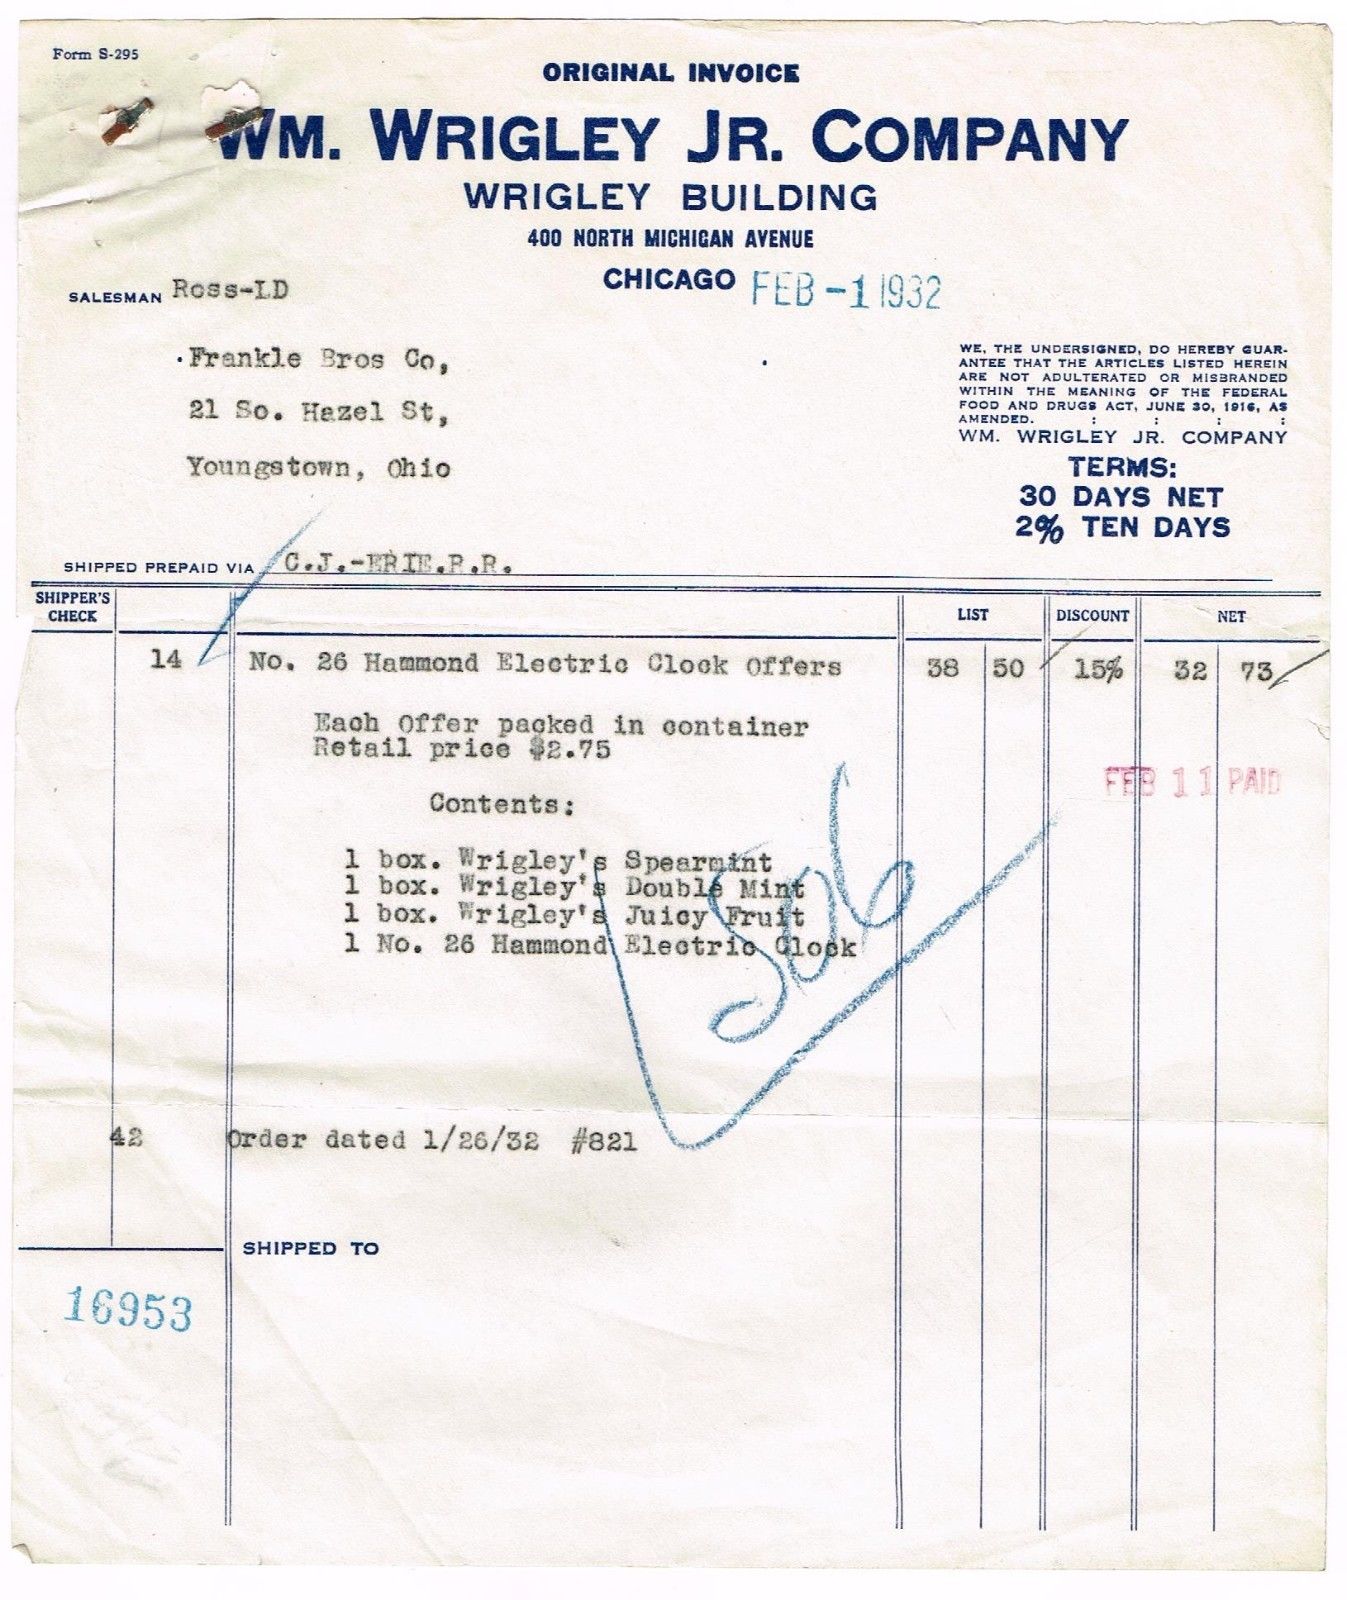 Form S-295
ORIGINAL INVOICE
WM. WRIGLEY JR. COMPANY
WRIGLEY BUILDING
400 NORTH MICHIGAN AVENUE
CHICAGO FEB -1 1932
SALESMAN Ross-LD
Frankle Bros Co,
21 So. Hazel St,
Youngstown, Ohio
WE, THE UNDERSIGNED, DO HEREBY GUAR-
ANTEE THAT THE ARTICLES LISTED HEREIN
ARE NOT ADULTERATED OR MISBRANDED
WITHIN THE MEANING OF THE FEDERAL
FOOD AND DRUGS ACT, JUNE 30, 1916, AS
AMENDED. : : : :
WM. WRIGLEY JR. COMPANY
TERMS:
30 DAYS NET
2% TEN DAYS
SHIPPED PREPAID VIA C.J.-ERIE.R.R.
SHIPPER'S CHECK LIST DISCOUNT NET
14 No. 26 Hammond Electric Clock Offers 38 50 15% 32 73
Each Offer packed in container
Retail price $2.75
FEB 11 PAID
Contents:
1 box. Wrigley's Spearmint
1 box. Wrigley's Double Mint
1 box. Wrigley's Juicy Fruit
1 No. 26 Hammond Electric Clock
42 Order dated 1/26/32 #821
SHIPPED TO
16953